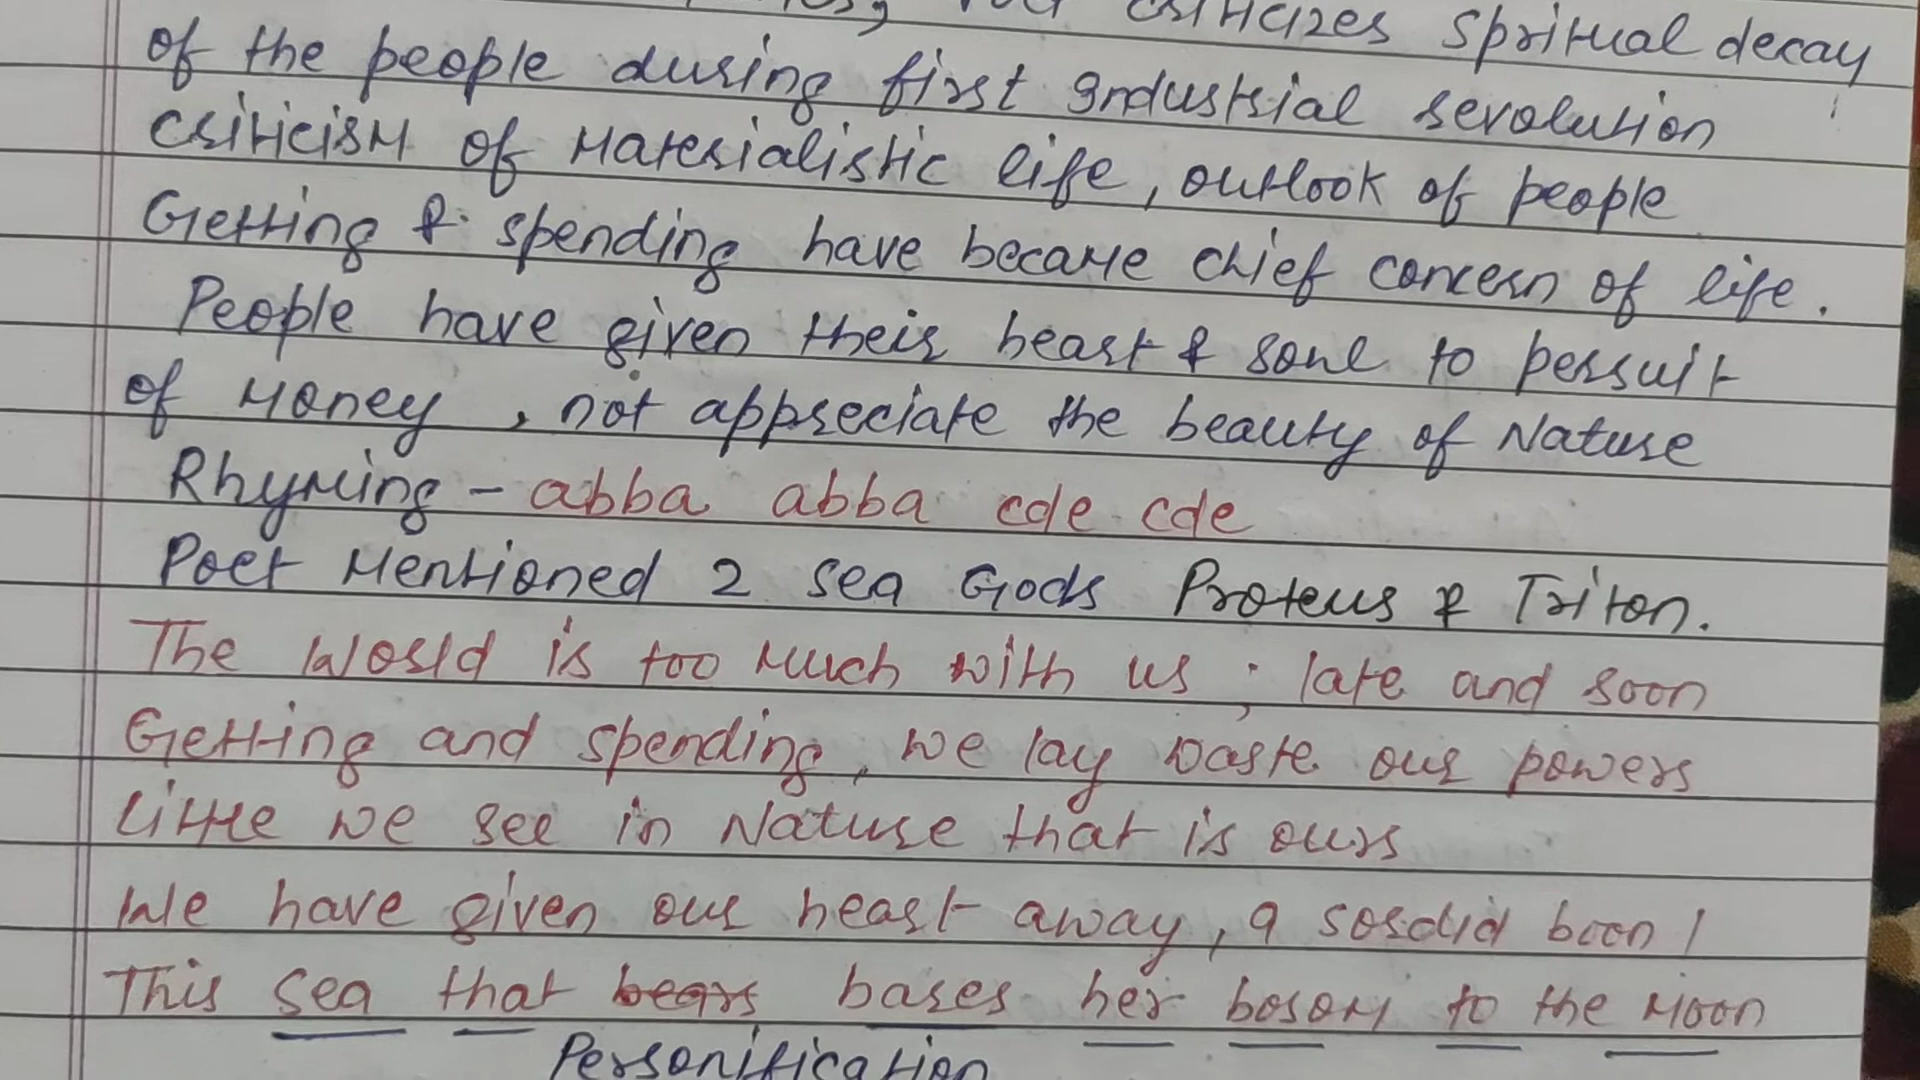 Poet criticizes Spritual decay
of the people during first Industrial revolution
Criticism of Materialistic life, outlook of people
Getting & spending have became chief concern of life.
People have given their heart & soul to persuit
of Money, not appreciate the beauty of Nature
Rhyming - abba abba cde cde
Poet Mentioned 2 sea Gods Proteus & Triton.
The World is too Much with us; late and soon
Getting and spending, we lay waste our powers
Little we see in Nature that is ours
We have given our heart away, a sordid boon!
This sea that bears bares her bosom to the Moon
Personification